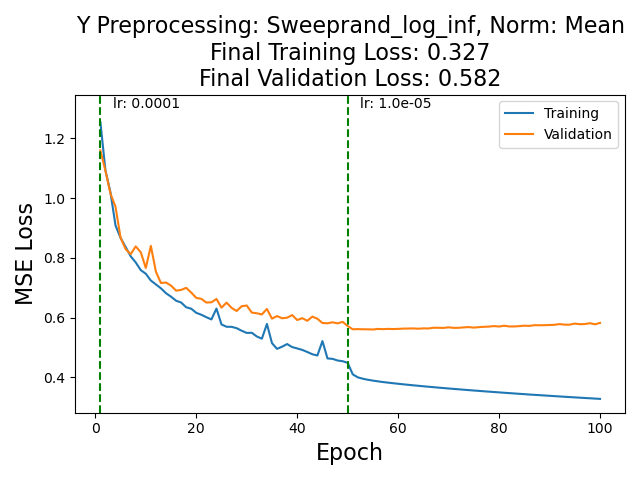 Y Preprocessing: Sweeprand_log_inf, Norm: Mean
Final Training Loss: 0.327
Final Validation Loss: 0.582
lr: 0.0001
lr: 1.0e-05
Training
Validation
MSE Loss
1.2
1.0
0.8
0.6
0.4
0
20
40
60
80
100
Epoch